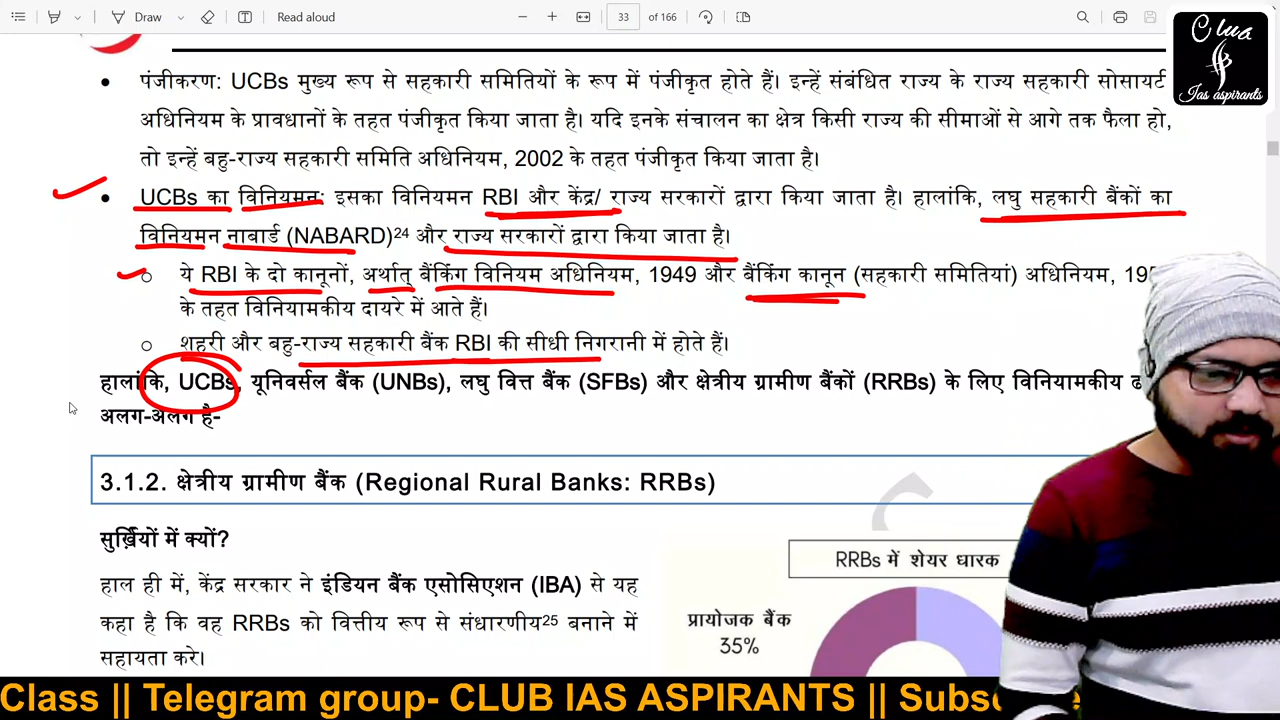 Draw
Read aloud
33 of 166
Clua
Ias aspirants
• पंजीकरण: UCBs मुख्य रूप से सहकारी समितियों के रूप में पंजीकृत होते हैं। इन्हें संबंधित राज्य के राज्य सहकारी सोसायटी
अधिनियम के प्रावधानों के तहत पंजीकृत किया जाता है। यदि इनके संचालन का क्षेत्र किसी राज्य की सीमाओं से आगे तक फैला हो,
तो इन्हें बहु-राज्य सहकारी समिति अधिनियम, 2002 के तहत पंजीकृत किया जाता है।
• UCBs का विनियमन: इसका विनियमन RBI और केंद्र/ राज्य सरकारों द्वारा किया जाता है। हालांकि, लघु सहकारी बैंकों का
विनियमन नाबार्ड (NABARD)24 और राज्य सरकारों द्वारा किया जाता है।
o ये RBI के दो कानूनों, अर्थात् बैंकिंग विनियम अधिनियम, 1949 और बैंकिंग कानून (सहकारी समितियां) अधिनियम,
के तहत विनियामकीय दायरे में आते हैं।
o शहरी और बहु-राज्य सहकारी बैंक RBI की सीधी निगरानी में होते हैं।
हालांकि, UCBs, यूनिवर्सल बैंक (UNBs), लघु वित्त बैंक (SFBs) और क्षेत्रीय ग्रामीण बैंकों (RRBs) के लिए विनियामकीय
अलग-अलग है-
3.1.2. क्षेत्रीय ग्रामीण बैंक (Regional Rural Banks: RRBs)
सुर्ख़ियों में क्यों?
RRBs में शेयर धारक
हाल ही में, केंद्र सरकार ने इंडियन बैंक एसोसिएशन (IBA) से यह
कहा है कि वह RRBs को वित्तीय रूप से संधारणीय25 बनाने में
सहायता करे।
प्रायोजक बैंक
35%
Class || Telegram group- CLUB IAS ASPIRANTS || Subs